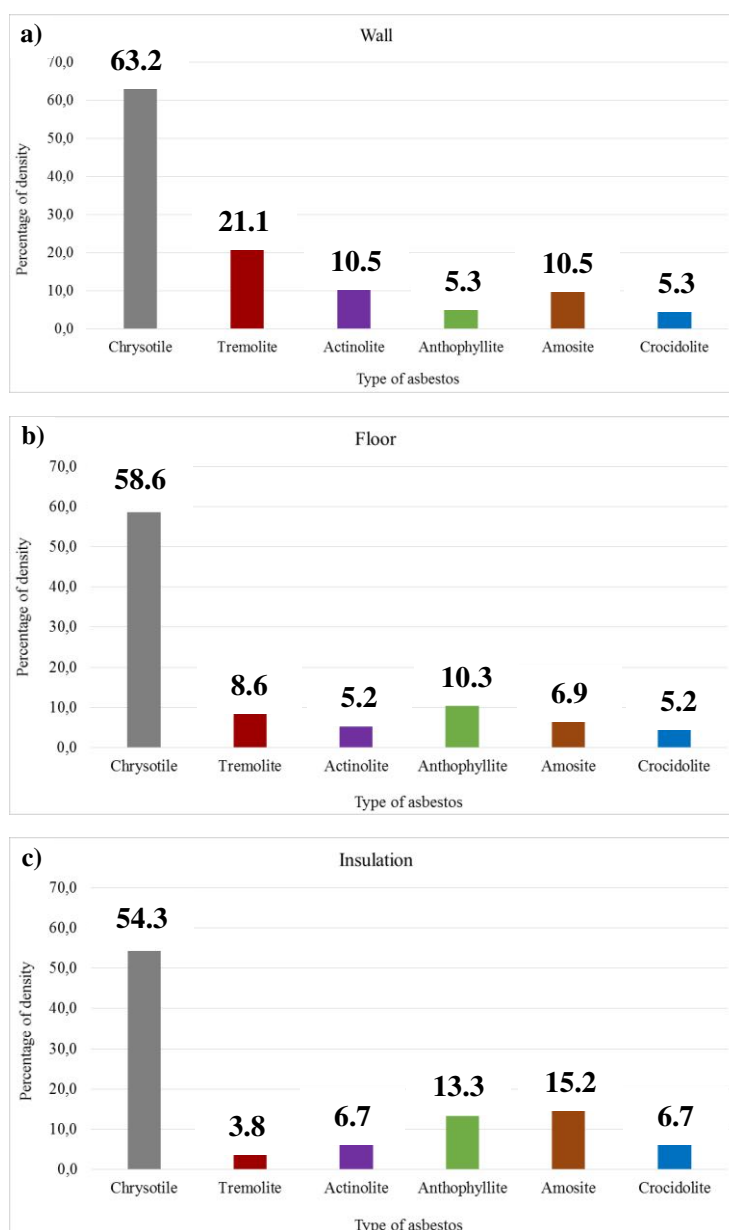 a)
Wall
Percentage of density
70,0
60,0
50,0
40,0
30,0
20,0
10,0
0,0
63.2
21.1
10.5
5.3
10.5
5.3
Chrysotile Tremolite Actinolite Anthophyllite Amosite Crocidolite
Type of asbestos
b)
Floor
Percentage of density
70,0
60,0
50,0
40,0
30,0
20,0
10,0
0,0
58.6
8.6
5.2
10.3
6.9
5.2
Chrysotile Tremolite Actinolite Anthophyllite Amosite Crocidolite
Type of asbestos
c)
Insulation
Percentage of density
70,0
60,0
50,0
40,0
30,0
20,0
10,0
0,0
54.3
3.8
6.7
13.3
15.2
6.7
Chrysotile Tremolite Actinolite Anthophyllite Amosite Crocidolite
Type of asbestos